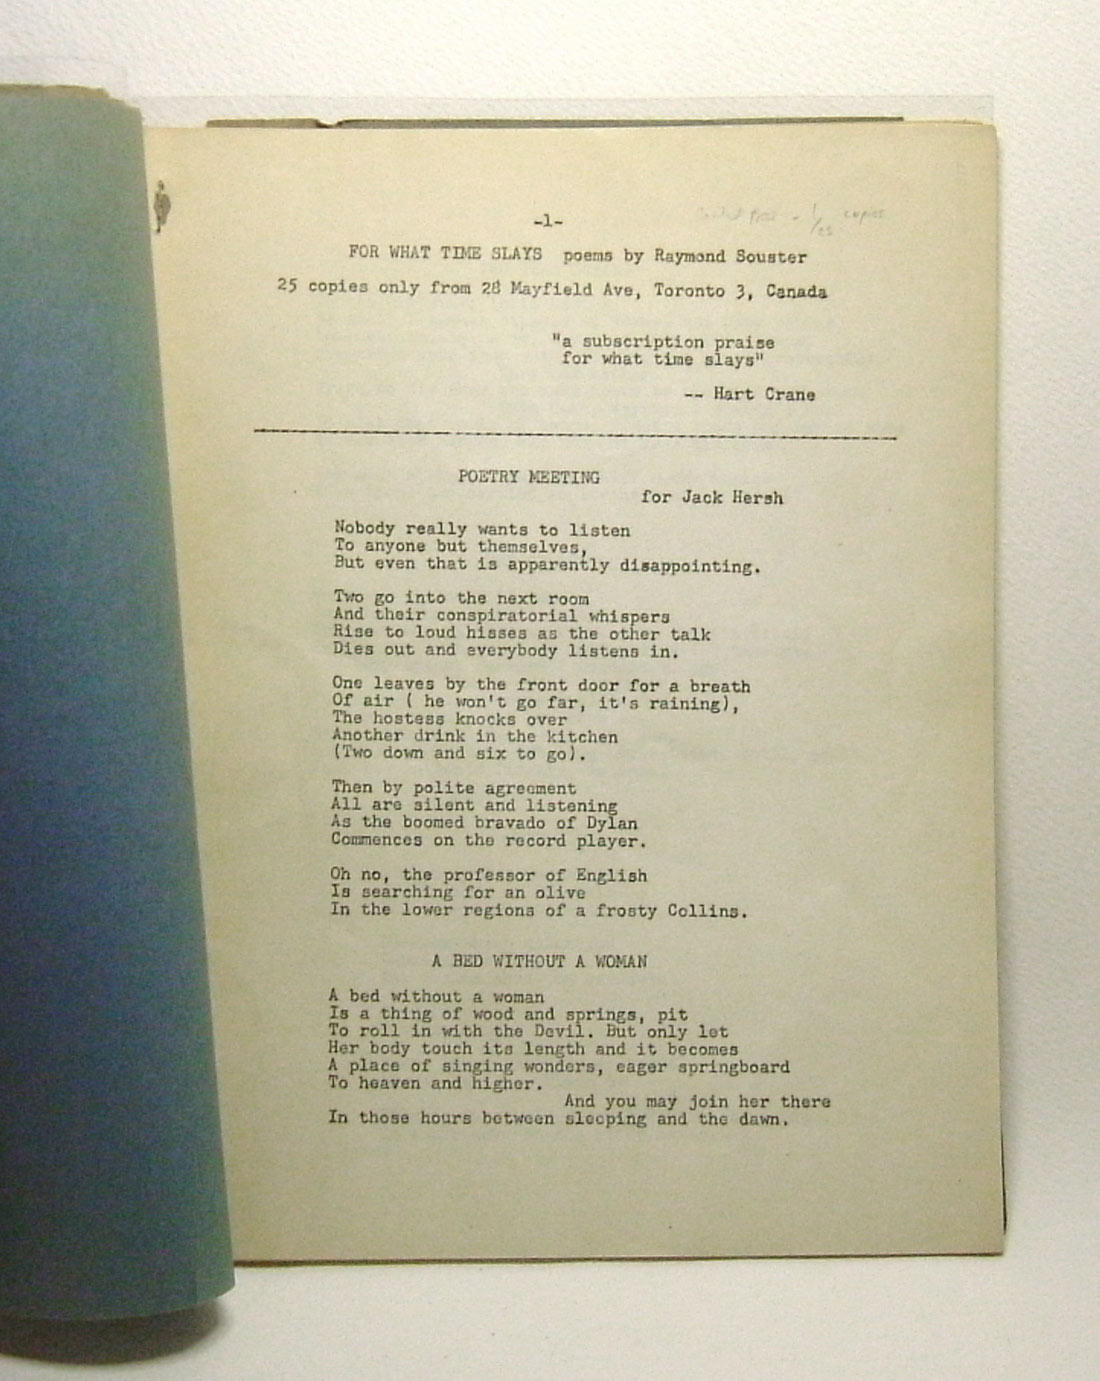 -1-
copies
1/25
FOR WHAT TIME SLAYS poems by Raymond Souster
25 copies only from 28 Mayfield Ave, Toronto 3, Canada
"a subscription praise
for what time slays"
-- Hart Crane
POETRY MEETING
for Jack Hersh
Nobody really wants to listen
To anyone but themselves,
But even that is apparently disappointing.
Two go into the next room
And their conspiratorial whispers
Rise to loud hisses as the other talk
Dies out and everybody listens in.
One leaves by the front door for a breath
Of air ( he won't go far, it's raining),
The hostess knocks over
Another drink in the kitchen
(Two down and six to go).
Then by polite agreement
All are silent and listening
As the boomed bravado of Dylan
Commences on the record player.
Oh no, the professor of English
Is searching for an olive
In the lower regions of a frosty Collins.
A BED WITHOUT A WOMAN
A bed without a woman
Is a thing of wood and springs, pit
To roll in with the Devil. But only let
Her body touch its length and it becomes
A place of singing wonders, eager springboard
To heaven and higher.
And you may join her there
In those hours between sleeping and the dawn.